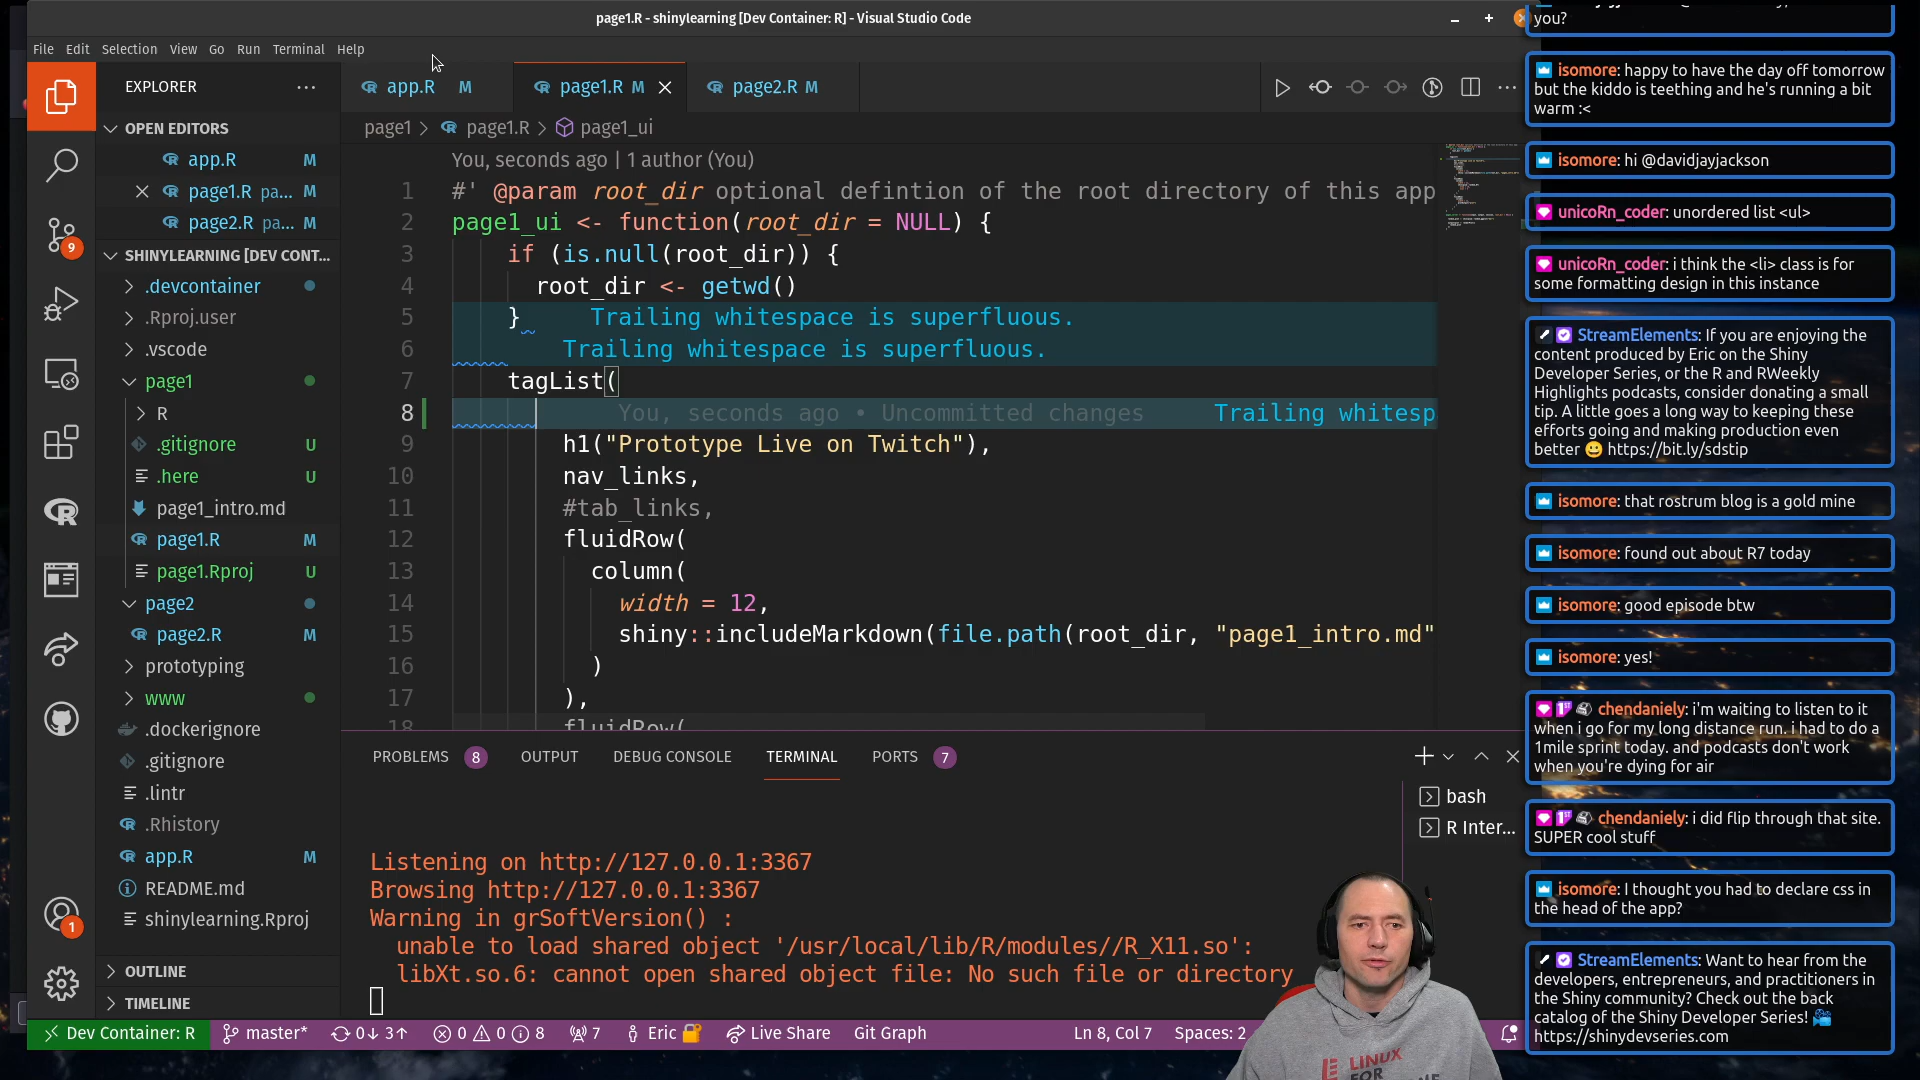 page1.R - shinylearning [Dev Container: R] - Visual Studio Code
File Edit Selection View Go Run Terminal Help
EXPLORER
OPEN EDITORS
app.R M
page1.R pa... M
page2.R pa... M
SHINYLEARNING [DEV CONT...
.devcontainer
.Rproj.user
.vscode
page1
R
.gitignore U
.here U
page1_intro.md
page1.R M
page1.Rproj U
page2
page2.R M
prototyping
www
.dockerignore
.gitignore
.lintr
.Rhistory
app.R M
README.md
shinylearning.Rproj
OUTLINE
TIMELINE
9
1
app.R M page1.R M page2.R M
page1 > page1.R > page1_ui
You, seconds ago | 1 author (You)
1 #' @param root_dir optional defintion of the root directory of this app
2 page1_ui <- function(root_dir = NULL) {
3 if (is.null(root_dir)) {
4 root_dir <- getwd()
5 } Trailing whitespace is superfluous.
6 Trailing whitespace is superfluous.
7 tagList(
8 You, seconds ago • Uncommitted changes Trailing whitesp
9 h1("Prototype Live on Twitch"),
10 nav_links,
11 #tab_links,
12 fluidRow(
13 column(
14 width = 12,
15 shiny::includeMarkdown(file.path(root_dir, "page1_intro.md"
16 )
17 ),
18 fluidRow(
PROBLEMS 8 OUTPUT DEBUG CONSOLE TERMINAL PORTS 7
bash
R Inter...
Listening on http://127.0.0.1:3367
Browsing http://127.0.0.1:3367
Warning in grSoftVersion() :
unable to load shared object '/usr/local/lib/R/modules//R_X11.so':
libXt.so.6: cannot open shared object file: No such file or directory
Dev Container: R master* 0↓ 3↑ 0 0 8 7 Eric Live Share Git Graph Ln 8, Col 7 Spaces: 2
LINUX
FOR
you?
isomore: happy to have the day off tomorrow
but the kiddo is teething and he's running a bit
warm :<
isomore: hi @davidjayjackson
unicoRn_coder: unordered list <ul>
unicoRn_coder: i think the <li> class is for
some formatting design in this instance
StreamElements: If you are enjoying the
content produced by Eric on the Shiny
Developer Series, or the R and RWeekly
Highlights podcasts, consider donating a small
tip. A little goes a long way to keeping these
efforts going and making production even
better 😀 https://bit.ly/sdstip
isomore: that rostrum blog is a gold mine
isomore: found out about R7 today
isomore: good episode btw
isomore: yes!
chendaniely: i'm waiting to listen to it
when i go for my long distance run. i had to do a
1mile sprint today. and podcasts don't work
when you're dying for air
chendaniely: i did flip through that site.
SUPER cool stuff
isomore: I thought you had to declare css in
the head of the app?
StreamElements: Want to hear from the
developers, entrepreneurs, and practitioners in
the Shiny community? Check out the back
catalog of the Shiny Developer Series!
https://shinydevseries.com